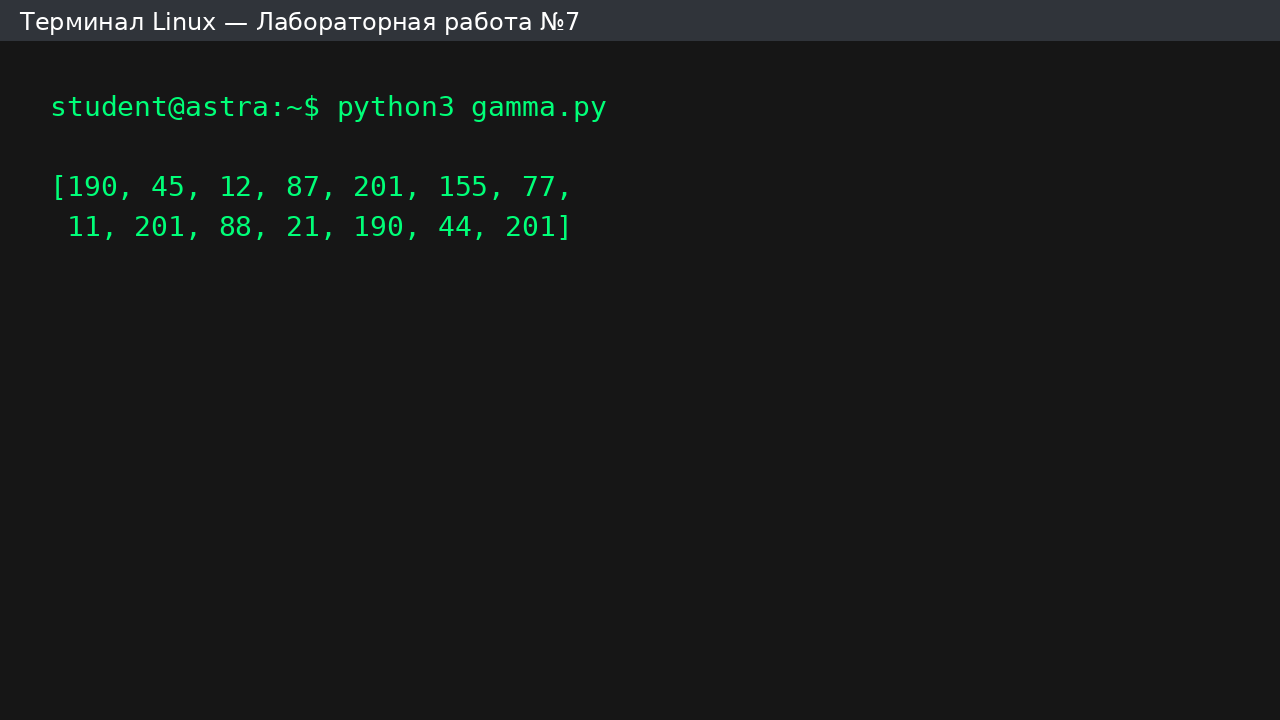 Терминал Linux — Лабораторная работа №7
student@astra:~$ python3 gamma.py
[190, 45, 12, 87, 201, 155, 77,
11, 201, 88, 21, 190, 44, 201]